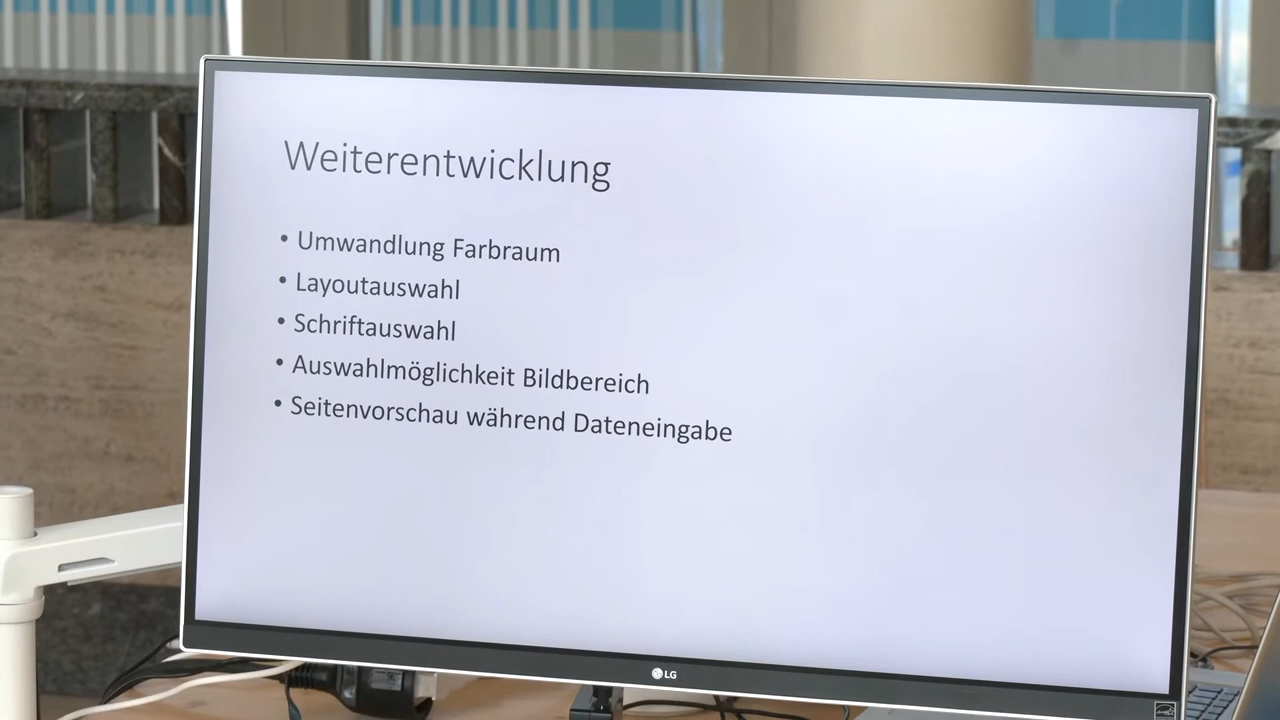 Weiterentwicklung
• Umwandlung Farbraum
• Layoutauswahl
• Schriftauswahl
• Auswahlmöglichkeit Bildbereich
• Seitenvorschau während Dateneingabe
LG